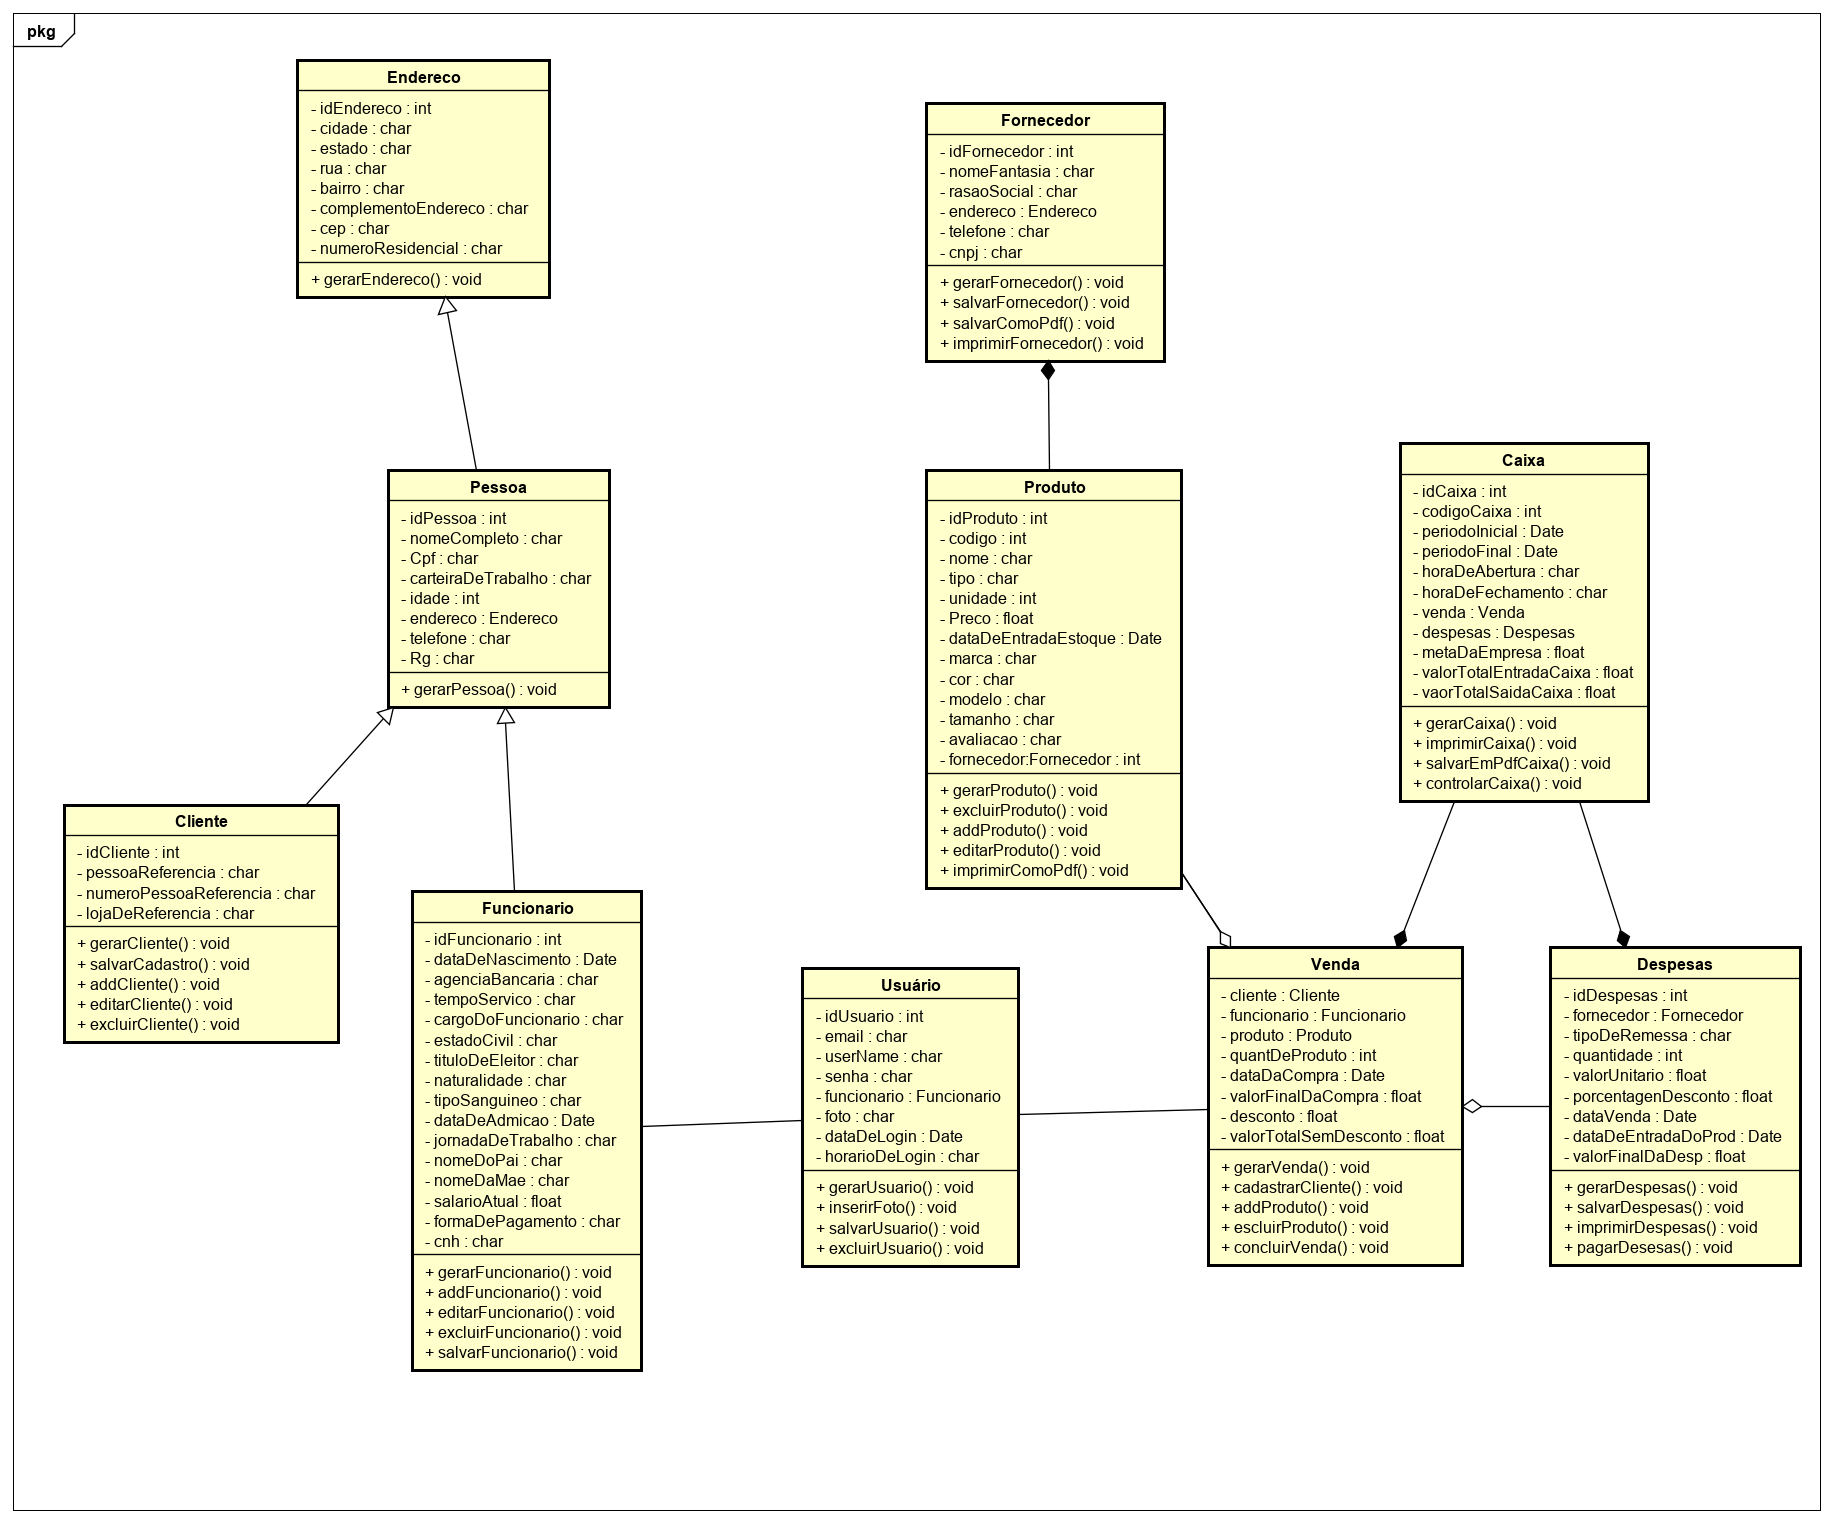 pkg
Endereco
- idEndereco : int
- cidade : char
- estado : char
- rua : char
- bairro : char
- complementoEndereco : char
- cep : char
- numeroResidencial : char
+ gerarEndereco() : void
Fornecedor
- idFornecedor : int
- nomeFantasia : char
- rasaoSocial : char
- endereco : Endereco
- telefone : char
- cnpj : char
+ gerarFornecedor() : void
+ salvarFornecedor() : void
+ salvarComoPdf() : void
+ imprimirFornecedor() : void
Pessoa
- idPessoa : int
- nomeCompleto : char
- Cpf : char
- carteiraDeTrabalho : char
- idade : int
- endereco : Endereco
- telefone : char
- Rg : char
+ gerarPessoa() : void
Produto
- idProduto : int
- codigo : int
- nome : char
- tipo : char
- unidade : int
- Preco : float
- dataDeEntradaEstoque : Date
- marca : char
- cor : char
- modelo : char
- tamanho : char
- avaliacao : char
- fornecedor:Fornecedor : int
+ gerarProduto() : void
+ excluirProduto() : void
+ addProduto() : void
+ editarProduto() : void
+ imprimirComoPdf() : void
Caixa
- idCaixa : int
- codigoCaixa : int
- periodoInicial : Date
- periodoFinal : Date
- horaDeAbertura : char
- horaDeFechamento : char
- venda : Venda
- despesas : Despesas
- metaDaEmpresa : float
- valorTotalEntradaCaixa : float
- vaorTotalSaidaCaixa : float
+ gerarCaixa() : void
+ imprimirCaixa() : void
+ salvarEmPdfCaixa() : void
+ controlarCaixa() : void
Cliente
- idCliente : int
- pessoaReferencia : char
- numeroPessoaReferencia : char
- lojaDeReferencia : char
+ gerarCliente() : void
+ salvarCadastro() : void
+ addCliente() : void
+ editarCliente() : void
+ excluirCliente() : void
Funcionario
- idFuncionario : int
- dataDeNascimento : Date
- agenciaBancaria : char
- tempoServico : char
- cargoDoFuncionario : char
- estadoCivil : char
- tituloDeEleitor : char
- naturalidade : char
- tipoSanguineo : char
- dataDeAdmicao : Date
- jornadaDeTrabalho : char
- nomeDoPai : char
- nomeDaMae : char
- salarioAtual : float
- formaDePagamento : char
- cnh : char
+ gerarFuncionario() : void
+ addFuncionario() : void
+ editarFuncionario() : void
+ excluirFuncionario() : void
+ salvarFuncionario() : void
Usuário
- idUsuario : int
- email : char
- userName : char
- senha : char
- funcionario : Funcionario
- foto : char
- dataDeLogin : Date
- horarioDeLogin : char
+ gerarUsuario() : void
+ inserirFoto() : void
+ salvarUsuario() : void
+ excluirUsuario() : void
Venda
- cliente : Cliente
- funcionario : Funcionario
- produto : Produto
- quantDeProduto : int
- dataDaCompra : Date
- valorFinalDaCompra : float
- desconto : float
- valorTotalSemDesconto : float
+ gerarVenda() : void
+ cadastrarCliente() : void
+ addProduto() : void
+ escluirProduto() : void
+ concluirVenda() : void
Despesas
- idDespesas : int
- fornecedor : Fornecedor
- tipoDeRemessa : char
- quantidade : int
- valorUnitario : float
- porcentagenDesconto : float
- dataVenda : Date
- dataDeEntradaDoProd : Date
- valorFinalDaDesp : float
+ gerarDespesas() : void
+ salvarDespesas() : void
+ imprimirDespesas() : void
+ pagarDesesas() : void